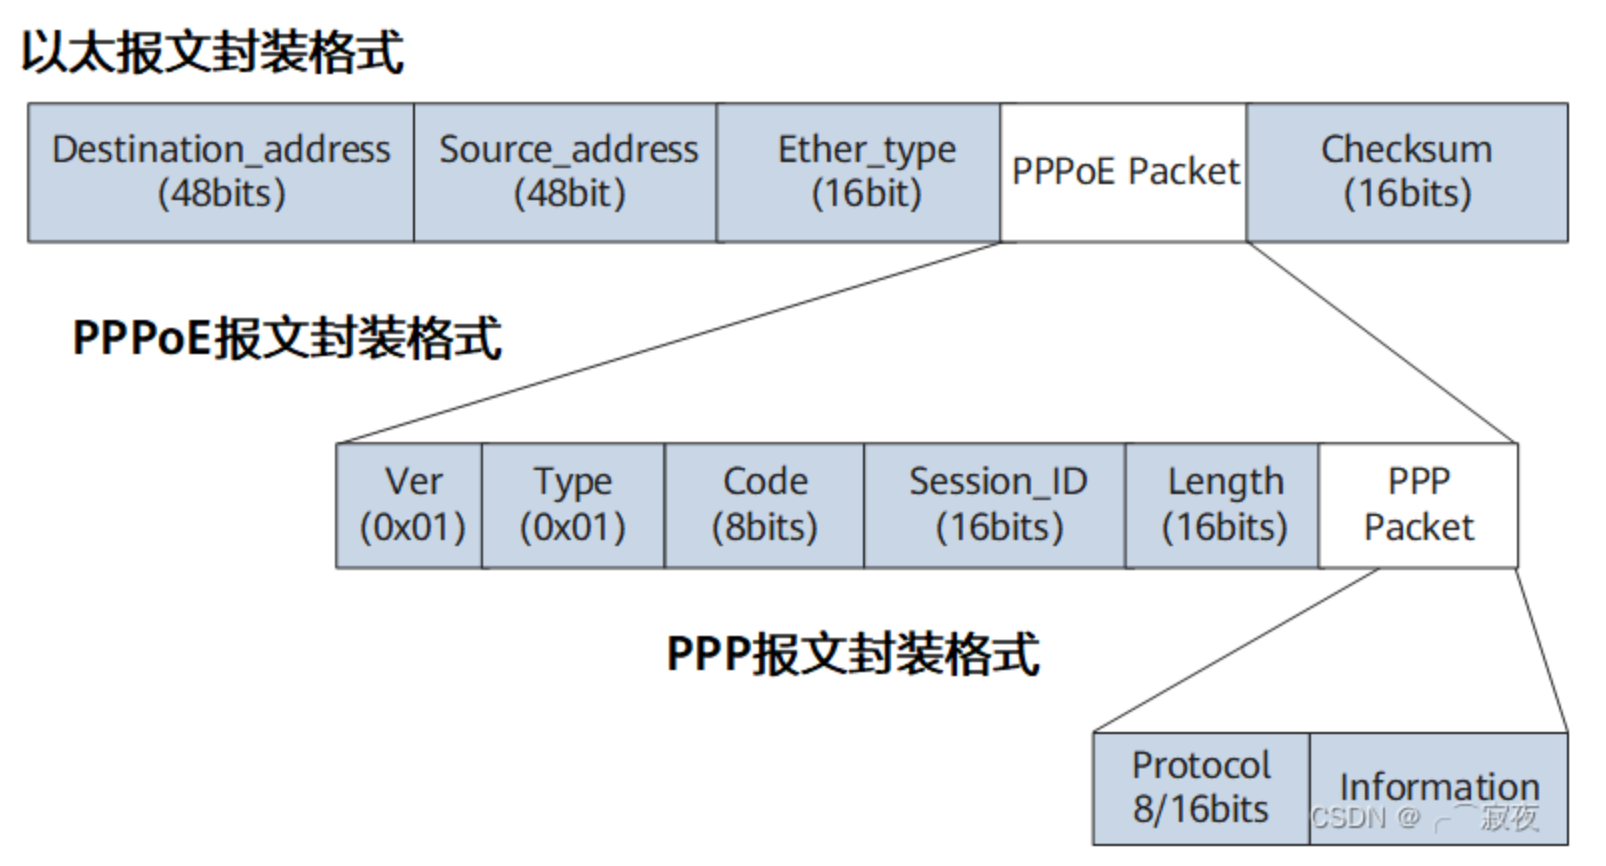 以太报文封装格式
Destination_address
(48bits)
Source_address
(48bit)
Ether_type
(16bit)
PPPoE Packet
Checksum
(16bits)
PPPoE报文封装格式
Ver
(0x01)
Type
(0x01)
Code
(8bits)
Session_ID
(16bits)
Length
(16bits)
PPP
Packet
PPP报文封装格式
Protocol
8/16bits
Information
CSDN @╭⌒寂夜